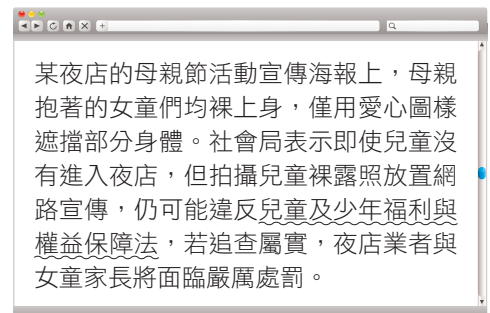 某夜店的母親節活動宣傳海報上，母親
抱著的女童們均裸上身，僅用愛心圖樣
遮擋部分身體。社會局表示即使兒童沒
有進入夜店，但拍攝兒童裸露照放置網
路宣傳，仍可能違反兒童及少年福利與
權益保障法，若追查屬實，夜店業者與
女童家長將面臨嚴厲處罰。